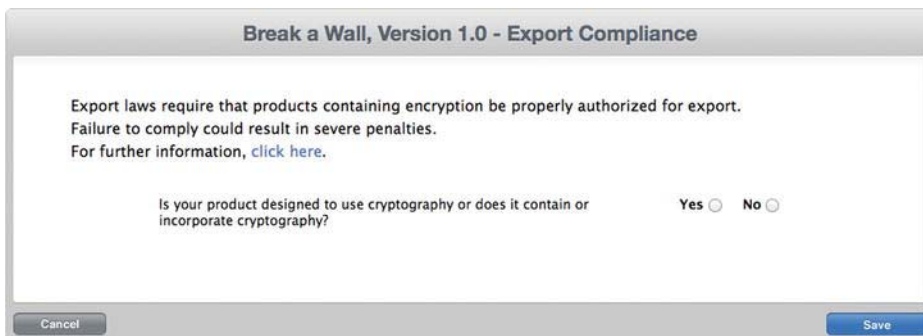 Break a Wall, Version 1.0 - Export Compliance
Export laws require that products containing encryption be properly authorized for export.
Failure to comply could result in severe penalties.
For further information, click here.
Is your product designed to use cryptography or does it contain or
incorporate cryptography?
Yes No
Cancel Save